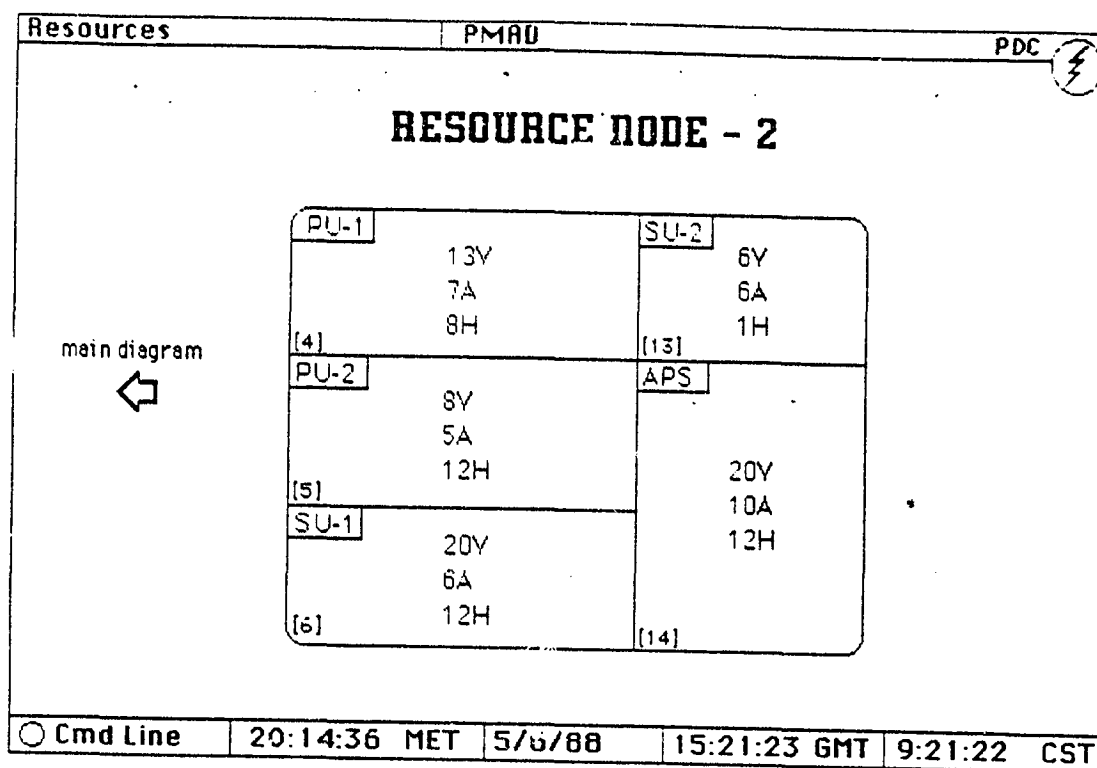 Resources
PMAD
PDC
RESOURCE NODE - 2
PU-1
13V
7A
8H
[4]
SU-2
6V
6A
1H
[13]
main diagram
PU-2
8V
5A
12H
[5]
APS
20V
10A
12H
[14]
SU-1
20V
6A
12H
[6]
Cmd Line
20:14:36 MET
5/6/88
15:21:23 GMT
9:21:22 CST